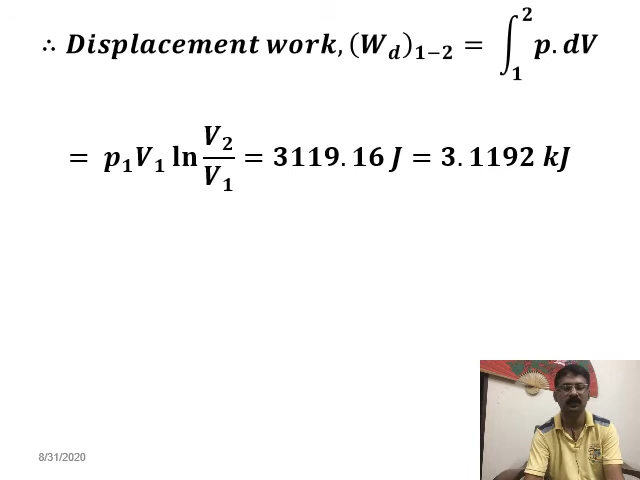 ∴ Displacement work, (W_d)_{1−2} = ∫_1^2 p.dV
= p_1V_1 ln V_2/V_1 = 3119.16 J = 3.1192 kJ
8/31/2020